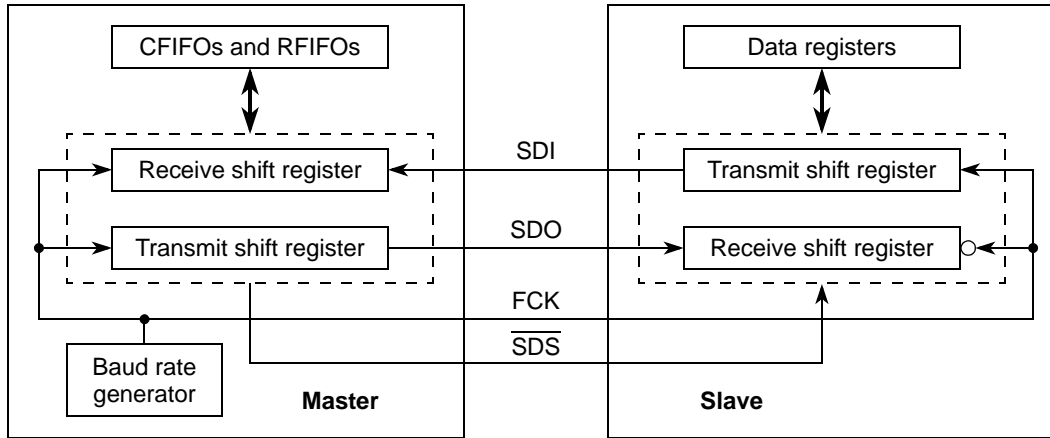 CFIFOs and RFIFOs
Data registers
SDI
Receive shift register
Transmit shift register
SDO
Transmit shift register
Receive shift register
FCK
SDS
Baud rate
generator
Master
Slave